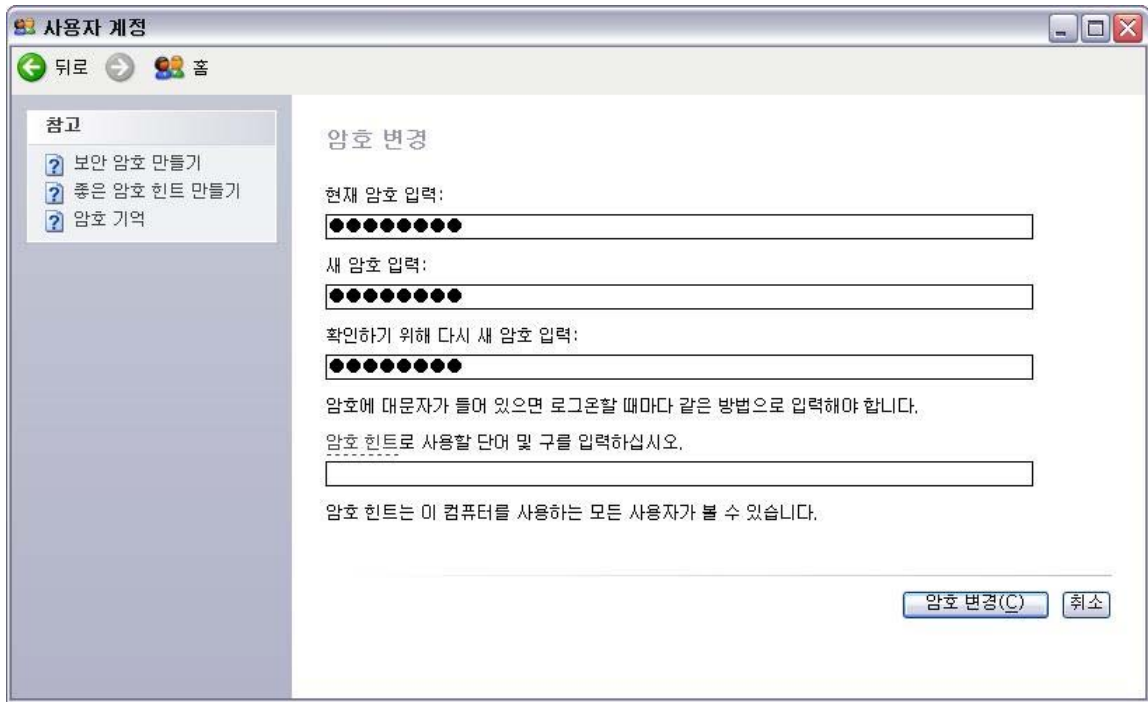 사용자 계정
뒤로 홈
참고
보안 암호 만들기
좋은 암호 힌트 만들기
암호 기억
암호 변경
현재 암호 입력:
●●●●●●●●
새 암호 입력:
●●●●●●●●
확인하기 위해 다시 새 암호 입력:
●●●●●●●●
암호에 대문자가 들어 있으면 로그온할 때마다 같은 방법으로 입력해야 합니다.
암호 힌트로 사용할 단어 및 구를 입력하십시오.
암호 힌트는 이 컴퓨터를 사용하는 모든 사용자가 볼 수 있습니다.
암호 변경(C) 취소